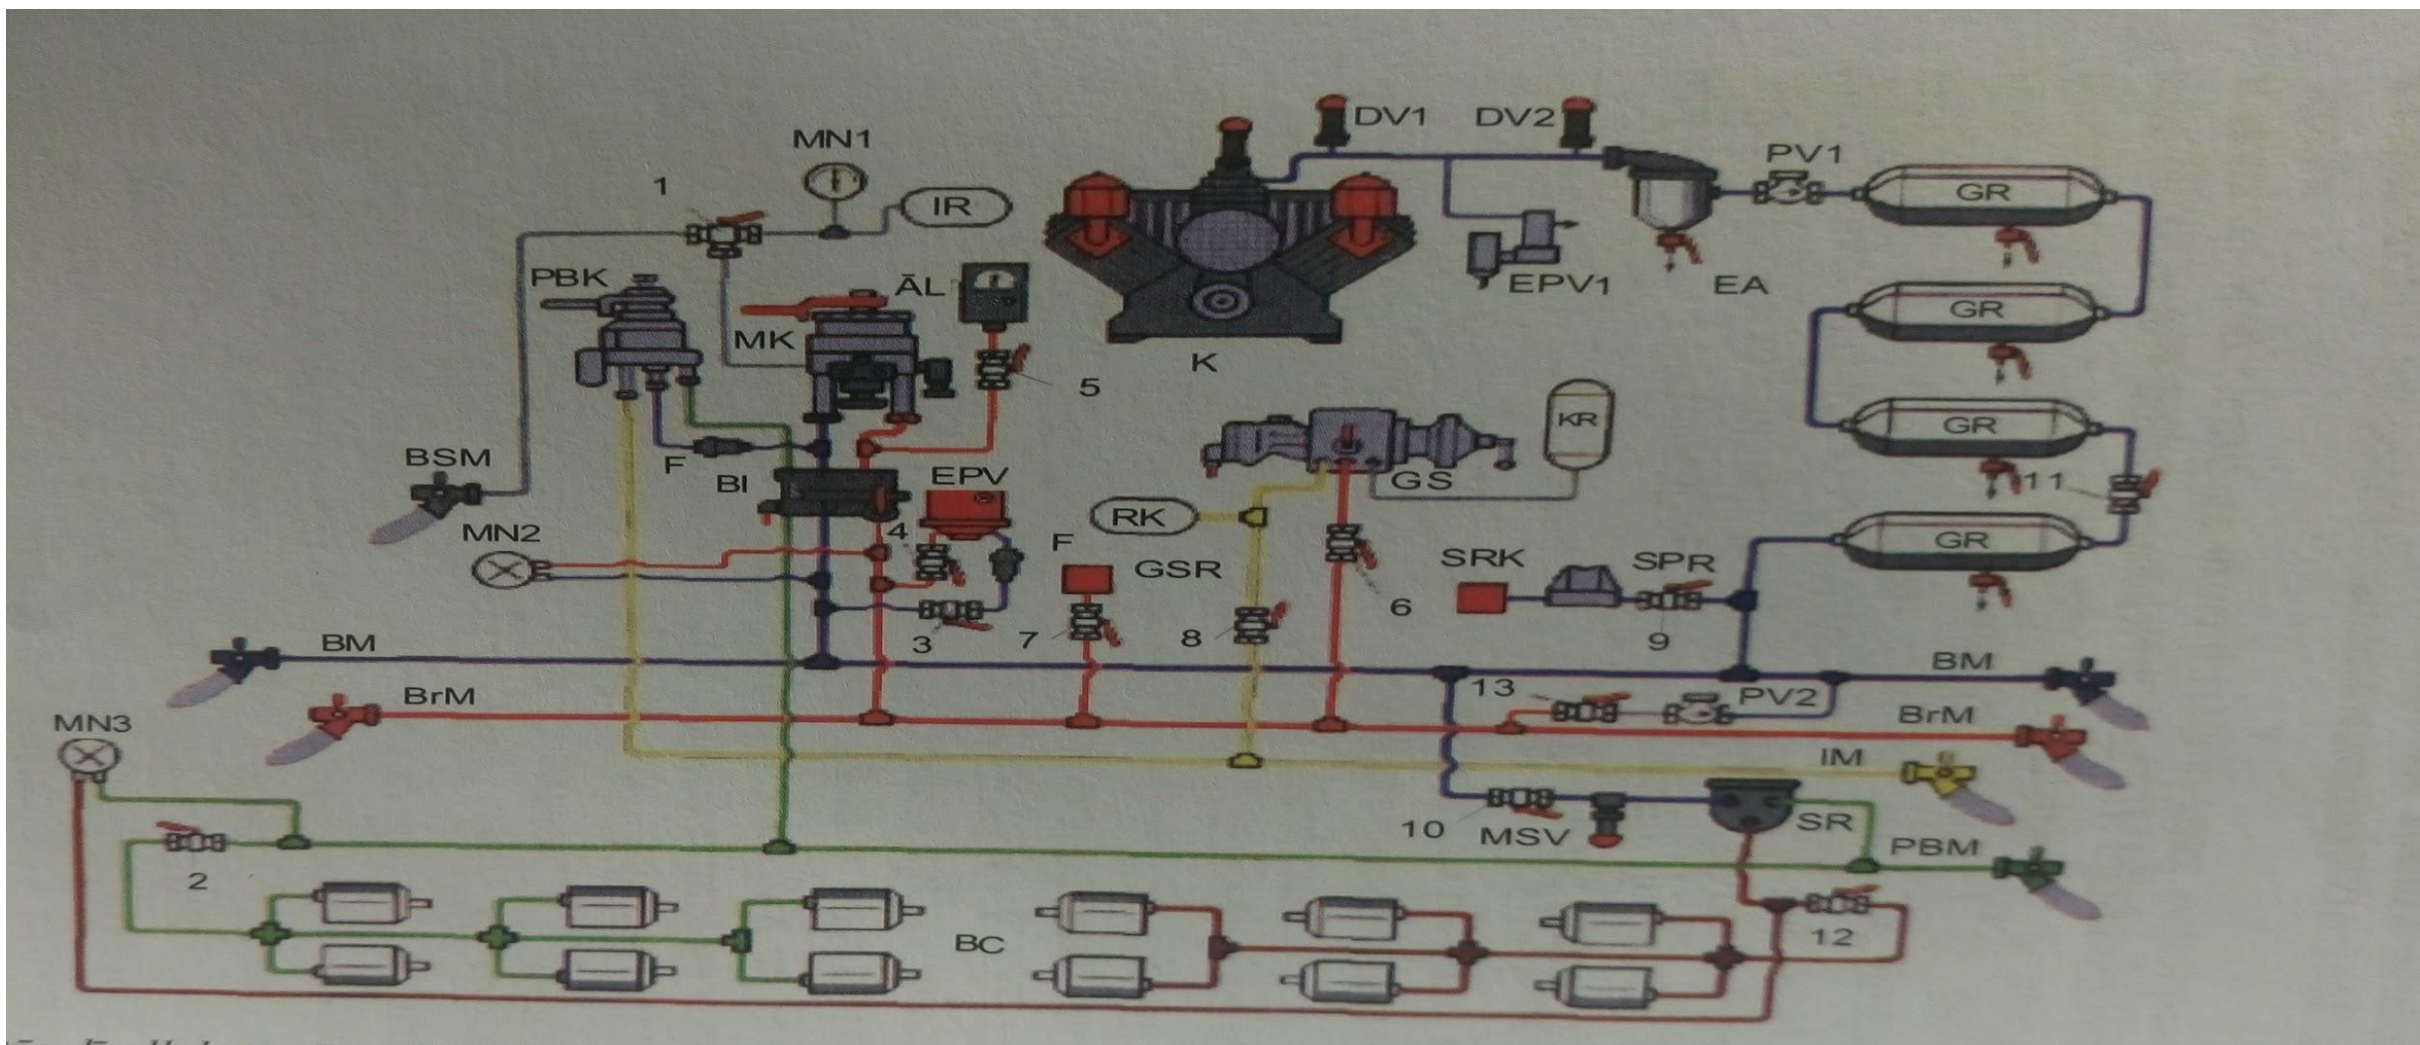 DV1
DV2
MN1
PV1
1
GR
IR
PBK
ĀL
EPV1
EA
GR
MK
K
5
KR
GR
BSM
F
BI
EPV
GS
11
RK
MN2
4
F
GR
GSR
SRK
SPR
6
3
7
8
9
BM
BM
13
BrM
PV2
BrM
MN3
IM
10
MSV
SR
PBM
2
BC
12